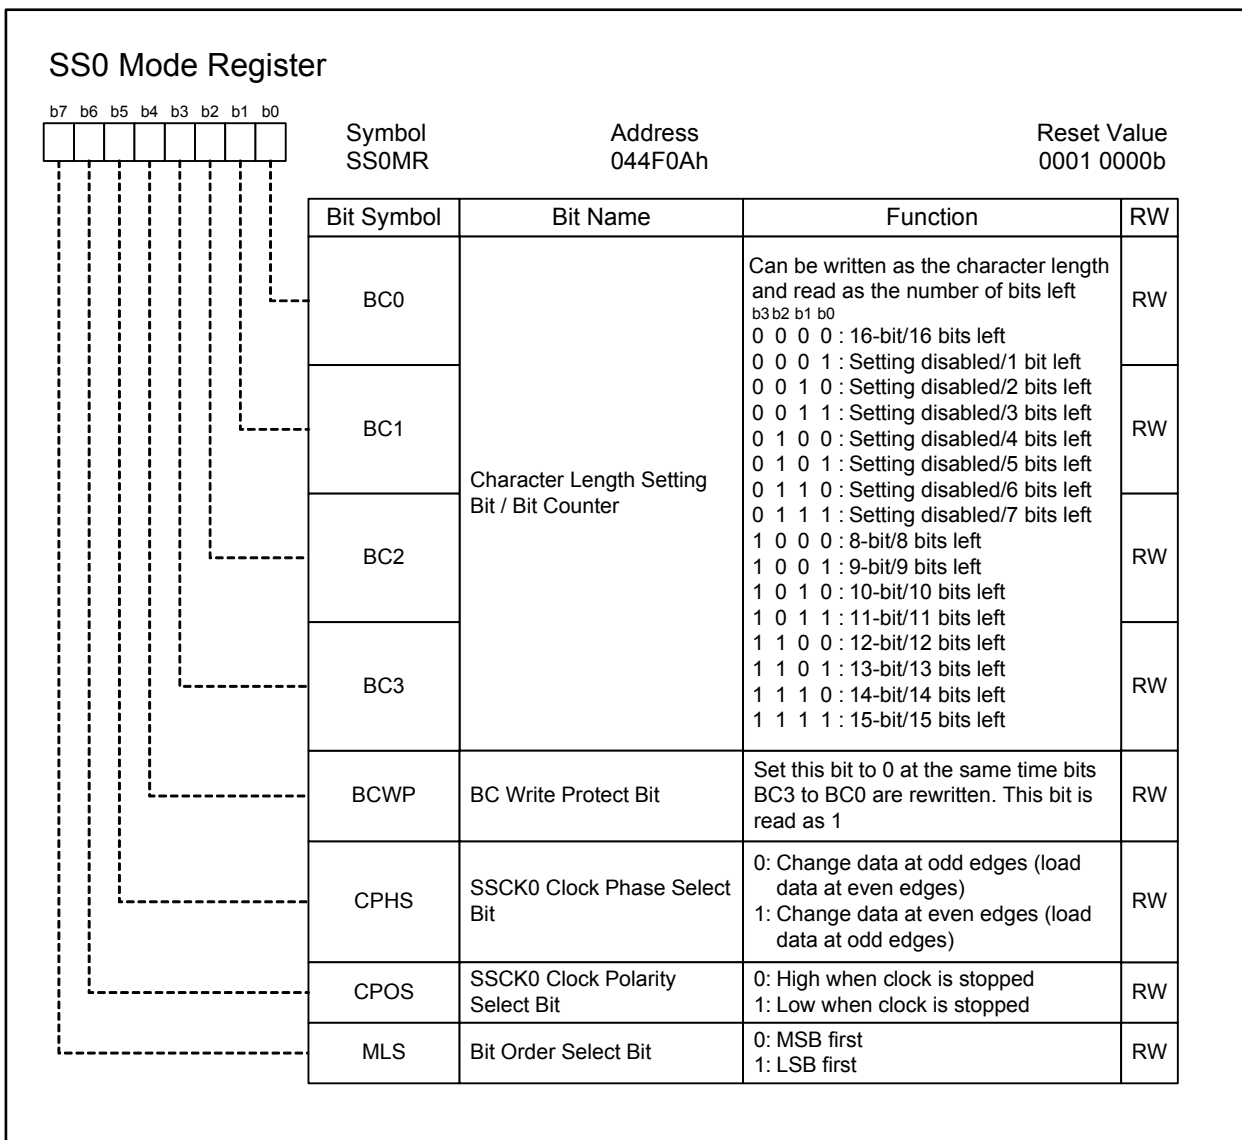 SS0 Mode Register
b7 b6 b5 b4 b3 b2 b1 b0
Symbol Address Reset Value
SS0MR 044F0Ah 0001 0000b
Bit Symbol Bit Name Function RW
BC0
BC1
BC2
BC3
Character Length Setting
Bit / Bit Counter
Can be written as the character length
and read as the number of bits left
b3 b2 b1 b0
0 0 0 0 : 16-bit/16 bits left
0 0 0 1 : Setting disabled/1 bit left
0 0 1 0 : Setting disabled/2 bits left
0 0 1 1 : Setting disabled/3 bits left
0 1 0 0 : Setting disabled/4 bits left
0 1 0 1 : Setting disabled/5 bits left
0 1 1 0 : Setting disabled/6 bits left
0 1 1 1 : Setting disabled/7 bits left
1 0 0 0 : 8-bit/8 bits left
1 0 0 1 : 9-bit/9 bits left
1 0 1 0 : 10-bit/10 bits left
1 0 1 1 : 11-bit/11 bits left
1 1 0 0 : 12-bit/12 bits left
1 1 0 1 : 13-bit/13 bits left
1 1 1 0 : 14-bit/14 bits left
1 1 1 1 : 15-bit/15 bits left
RW
RW
RW
RW
BCWP
BC Write Protect Bit
Set this bit to 0 at the same time bits
BC3 to BC0 are rewritten. This bit is
read as 1
RW
CPHS
SSCK0 Clock Phase Select
Bit
0: Change data at odd edges (load
data at even edges)
1: Change data at even edges (load
data at odd edges)
RW
CPOS
SSCK0 Clock Polarity
Select Bit
0: High when clock is stopped
1: Low when clock is stopped
RW
MLS
Bit Order Select Bit
0: MSB first
1: LSB first
RW